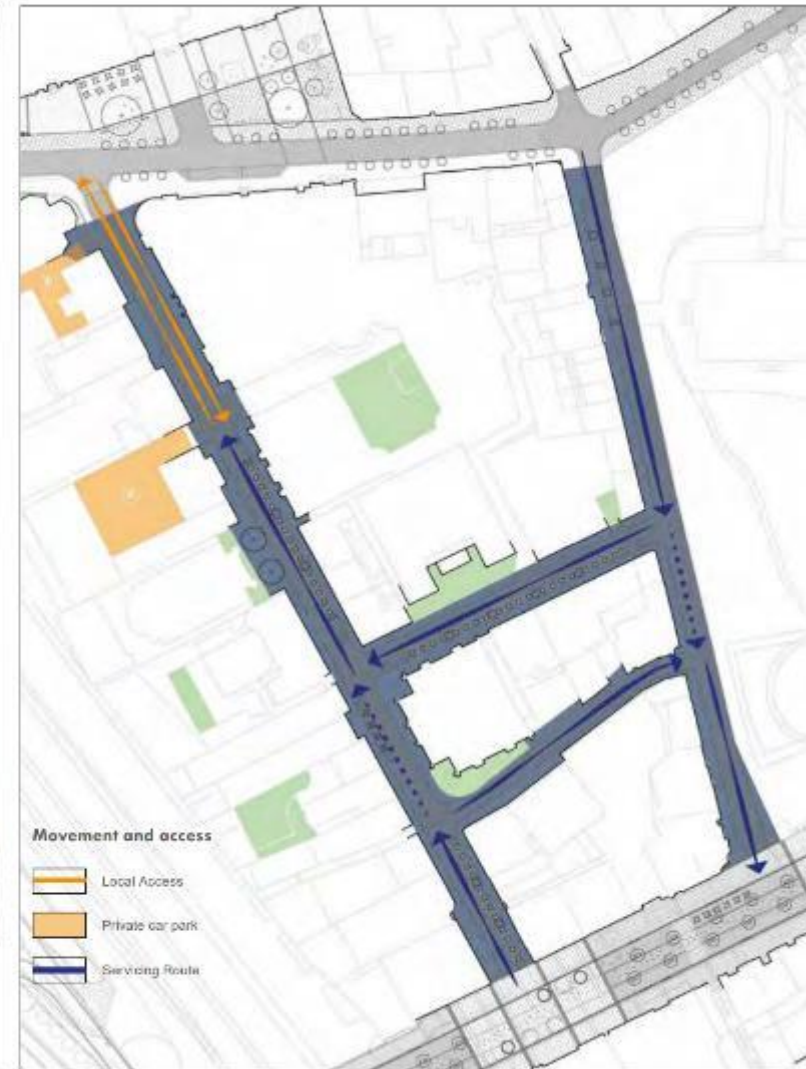 Movement and access
Local Access
Private car park
Servicing Route